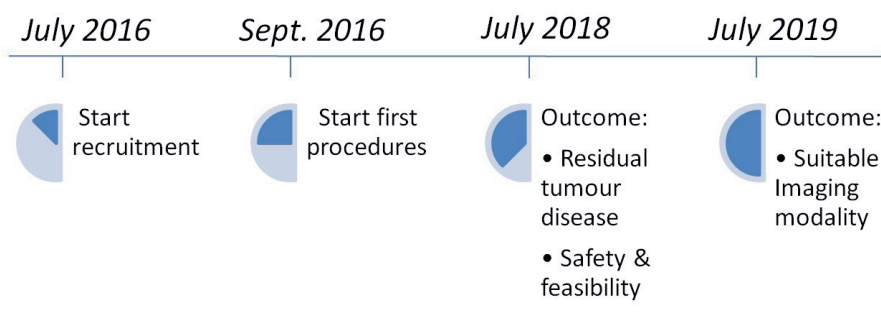 July 2016
Sept. 2016
July 2018
July 2019
Start
recruitment
Start first
procedures
Outcome:
• Residual
tumour
disease
• Safety &
feasibility
Outcome:
• Suitable
Imaging
modality